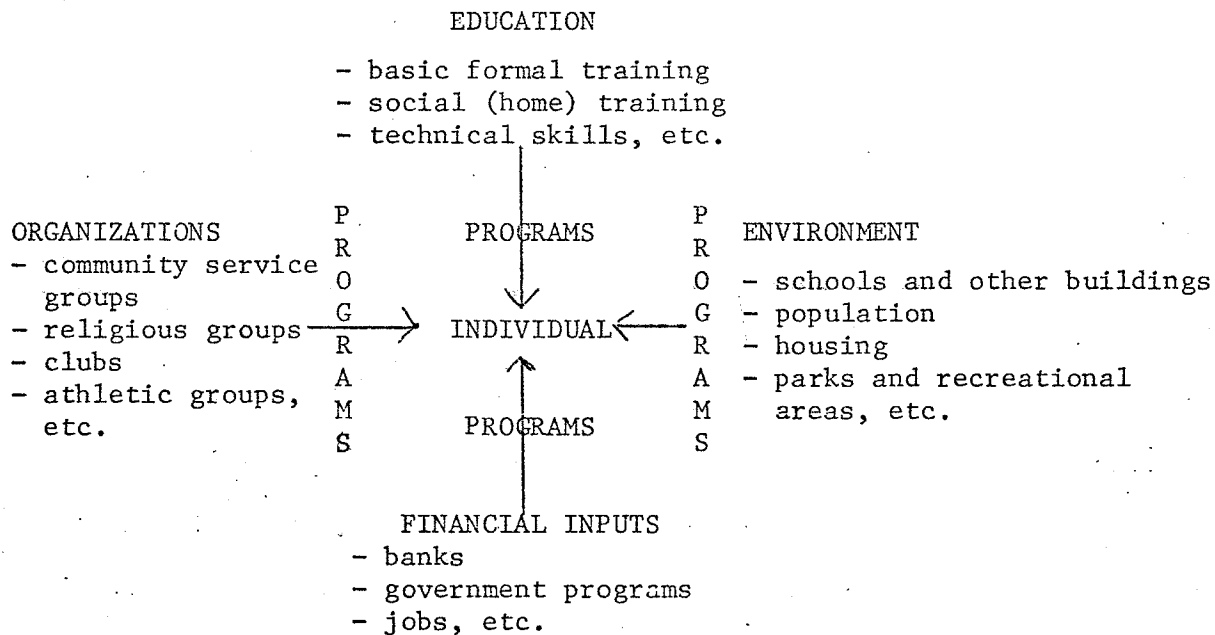 EDUCATION
- basic formal training
- social (home) training
- technical skills, etc.
ORGANIZATIONS
- community service
groups
- religious groups
- clubs
- athletic groups,
etc.
PROGRAMS
PROGRAMS
INDIVIDUAL
PROGRAMS
PROGRAMS
ENVIRONMENT
- schools and other buildings
- population
- housing
- parks and recreational
areas, etc.
FINANCIAL INPUTS
- banks
- government programs
- jobs, etc.